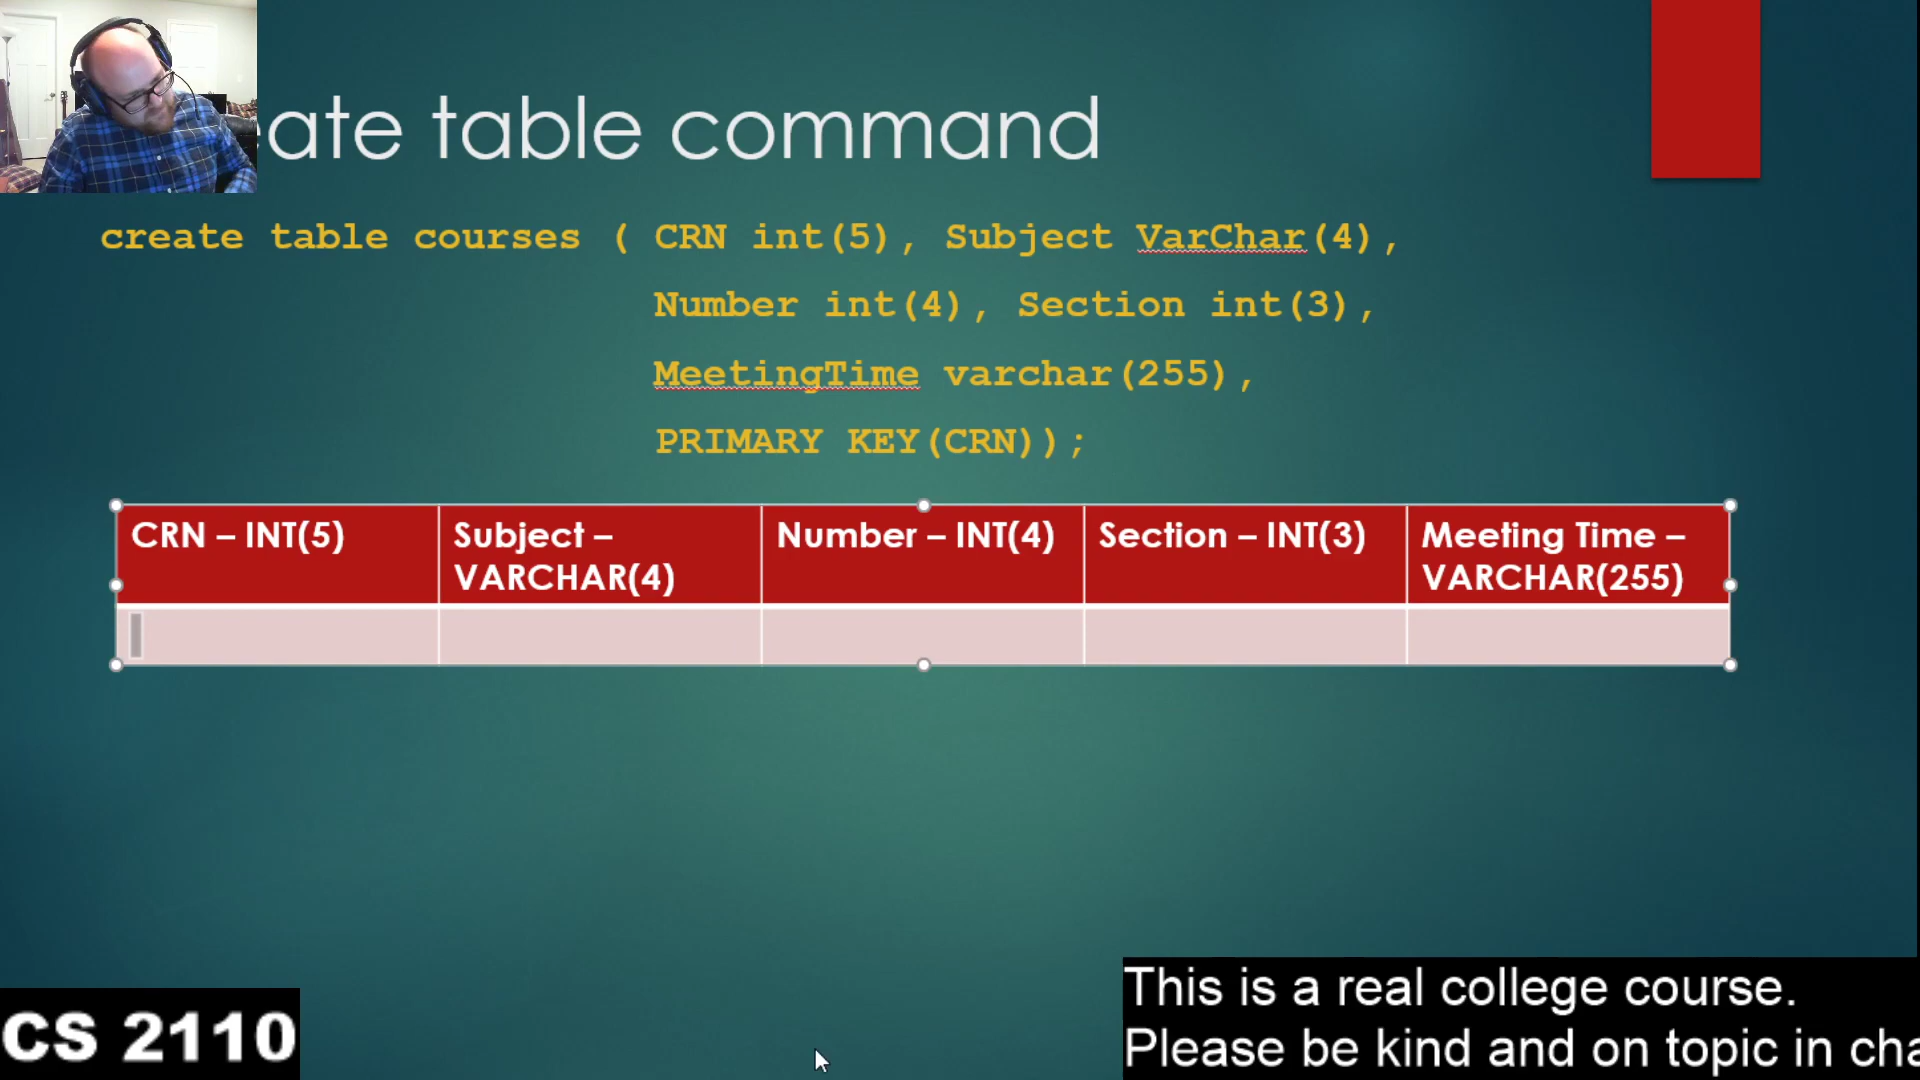 ate table command
create table courses ( CRN int(5), Subject VarChar(4),
Number int(4), Section int(3),
MeetingTime varchar(255),
PRIMARY KEY(CRN));
CRN – INT(5)
Subject –
VARCHAR(4)
Number – INT(4)
Section – INT(3)
Meeting Time –
VARCHAR(255)
CS 2110
This is a real college course.
Please be kind and on topic in cha